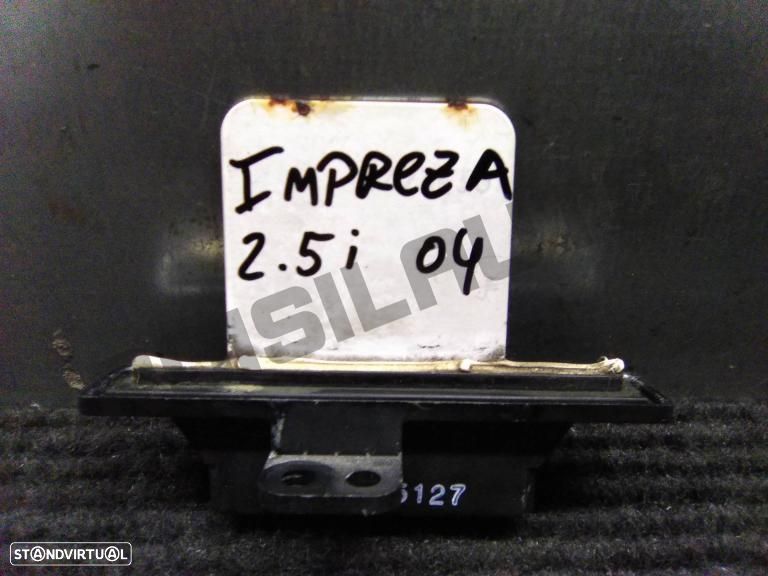 IMPREZA
2.5i 04
5127
STANDVIRTUAL